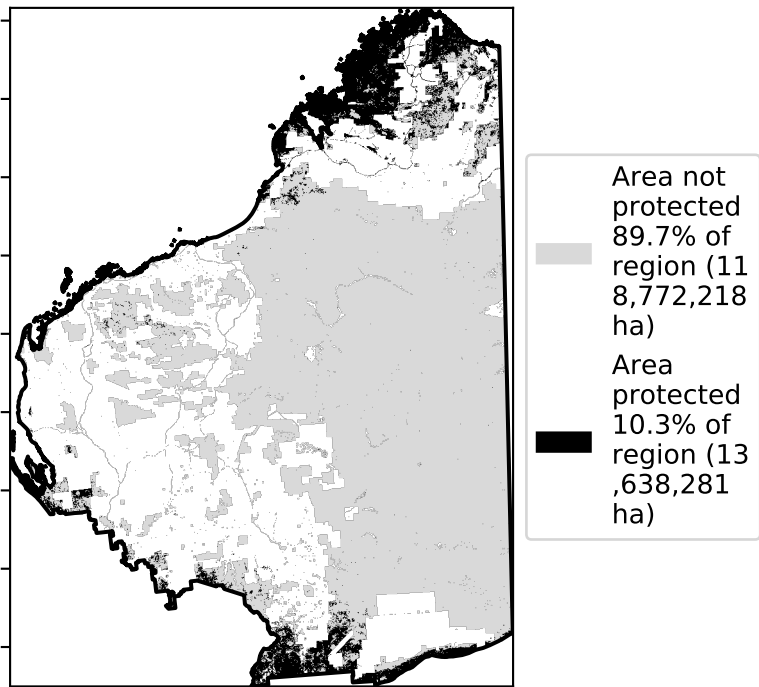 Area not
protected
89.7% of
region (11
8,772,218
ha)
Area
protected
10.3% of
region (13
,638,281
ha)